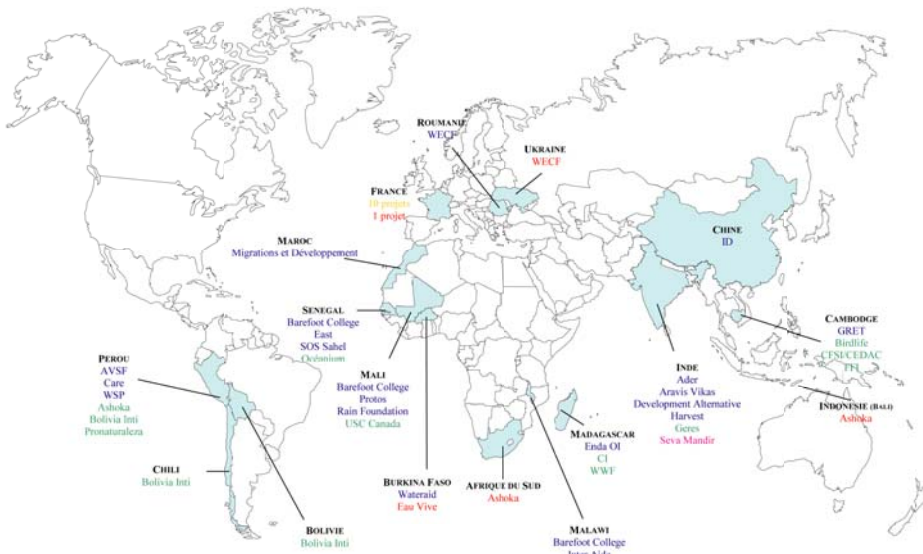 ROUMANIE
WECF
UKRAINE
WECF
FRANCE
10 projets
1 projet
CHINE
ID
MAROC
Migrations et Développement
SENEGAL
Barefoot College
East
SOS Sahel
Océanium
CAMBODGE
GRET
Birdlife
CFSI/CEDAC
PEROU
AVSF
Care
WSP
Ashoka
Bolivia Inti
Pronaturaleza
MALI
Barefoot College
Protos
Rain Foundation
USC Canada
INDE
Ader
Aravis Vikas
Development Alternative
Harvest
Geres
Seva Mandir
INDONESIE (BALI)
Ashoka
MADAGASCAR
Enda OI
CI
WWF
CHILI
Bolivia Inti
BURKINA FASO
Wateraid
Eau Vive
AFRIQUE DU SUD
Ashoka
BOLIVIE
Bolivia Inti
MALAWI
Barefoot College
Inter Aide